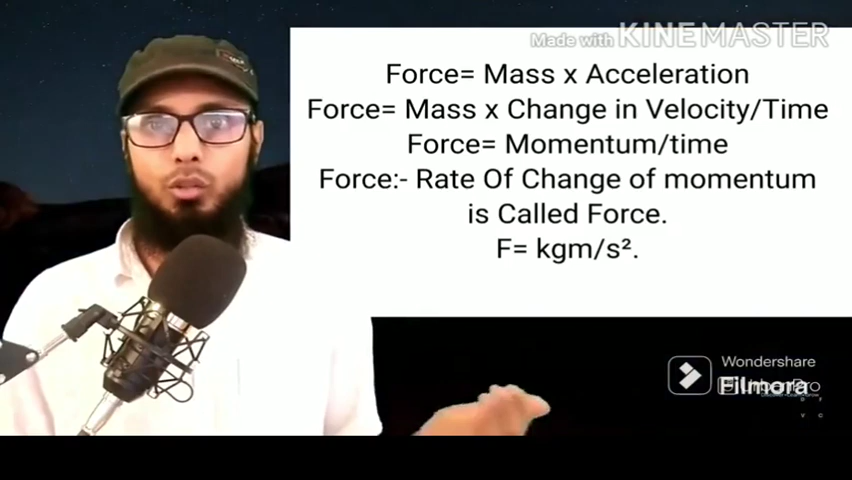 Made with KINEMASTER
Force= Mass x Acceleration
Force= Mass x Change in Velocity/Time
Force= Momentum/time
Force:- Rate Of Change of momentum
is Called Force.
F= kgm/s².
Wondershare
Filmora